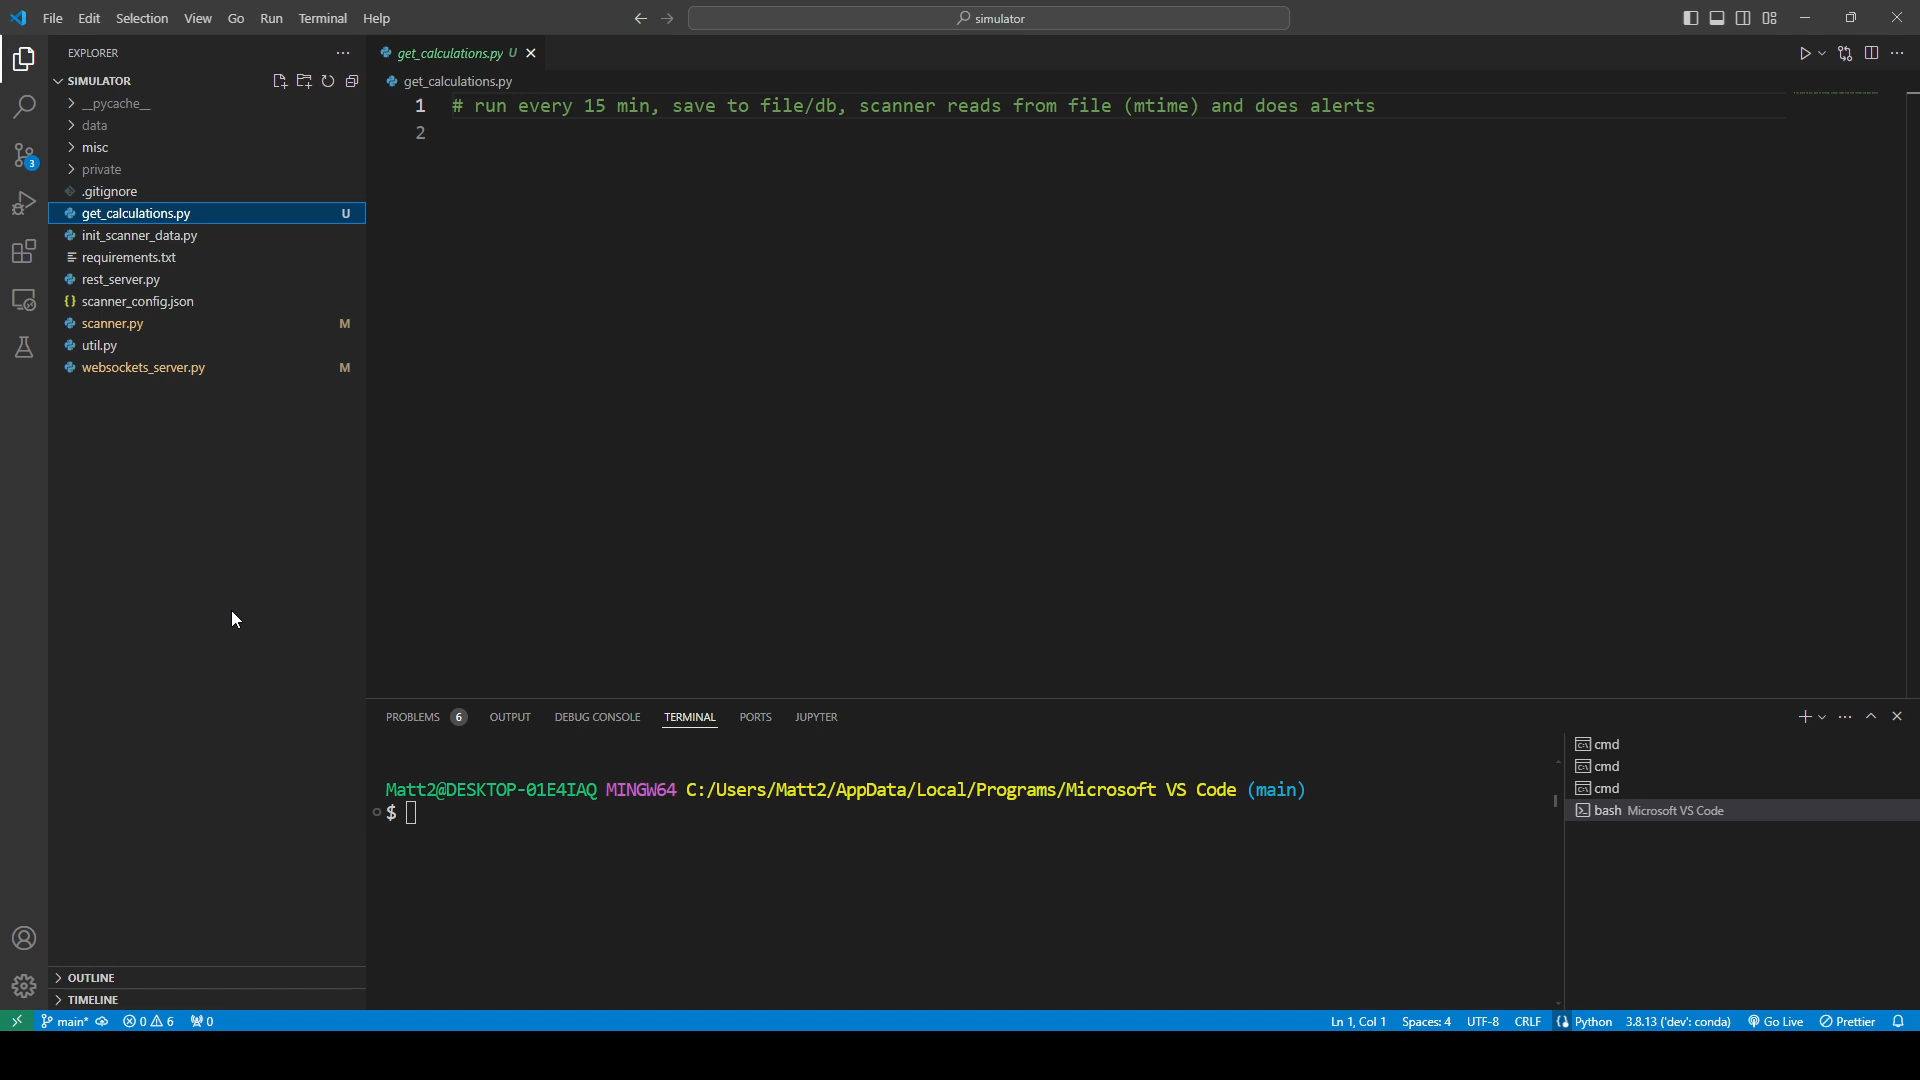 File Edit Selection View Go Run Terminal Help
simulator
EXPLORER
get_calculations.py U
SIMULATOR
get_calculations.py
__pycache__
data
misc
private
.gitignore
get_calculations.py U
init_scanner_data.py
requirements.txt
rest_server.py
{} scanner_config.json
scanner.py M
util.py
websockets_server.py M
1 # run every 15 min, save to file/db, scanner reads from file (mtime) and does alerts
2
PROBLEMS 6 OUTPUT DEBUG CONSOLE TERMINAL PORTS JUPYTER
Matt2@DESKTOP-01E4IAQ MINGW64 C:/Users/Matt2/AppData/Local/Programs/Microsoft VS Code (main)
$
cmd
cmd
cmd
bash Microsoft VS Code
OUTLINE
TIMELINE
3
main* 0 6 0 Ln 1, Col 1 Spaces: 4 UTF-8 CRLF Python 3.8.13 ('dev': conda) Go Live Prettier